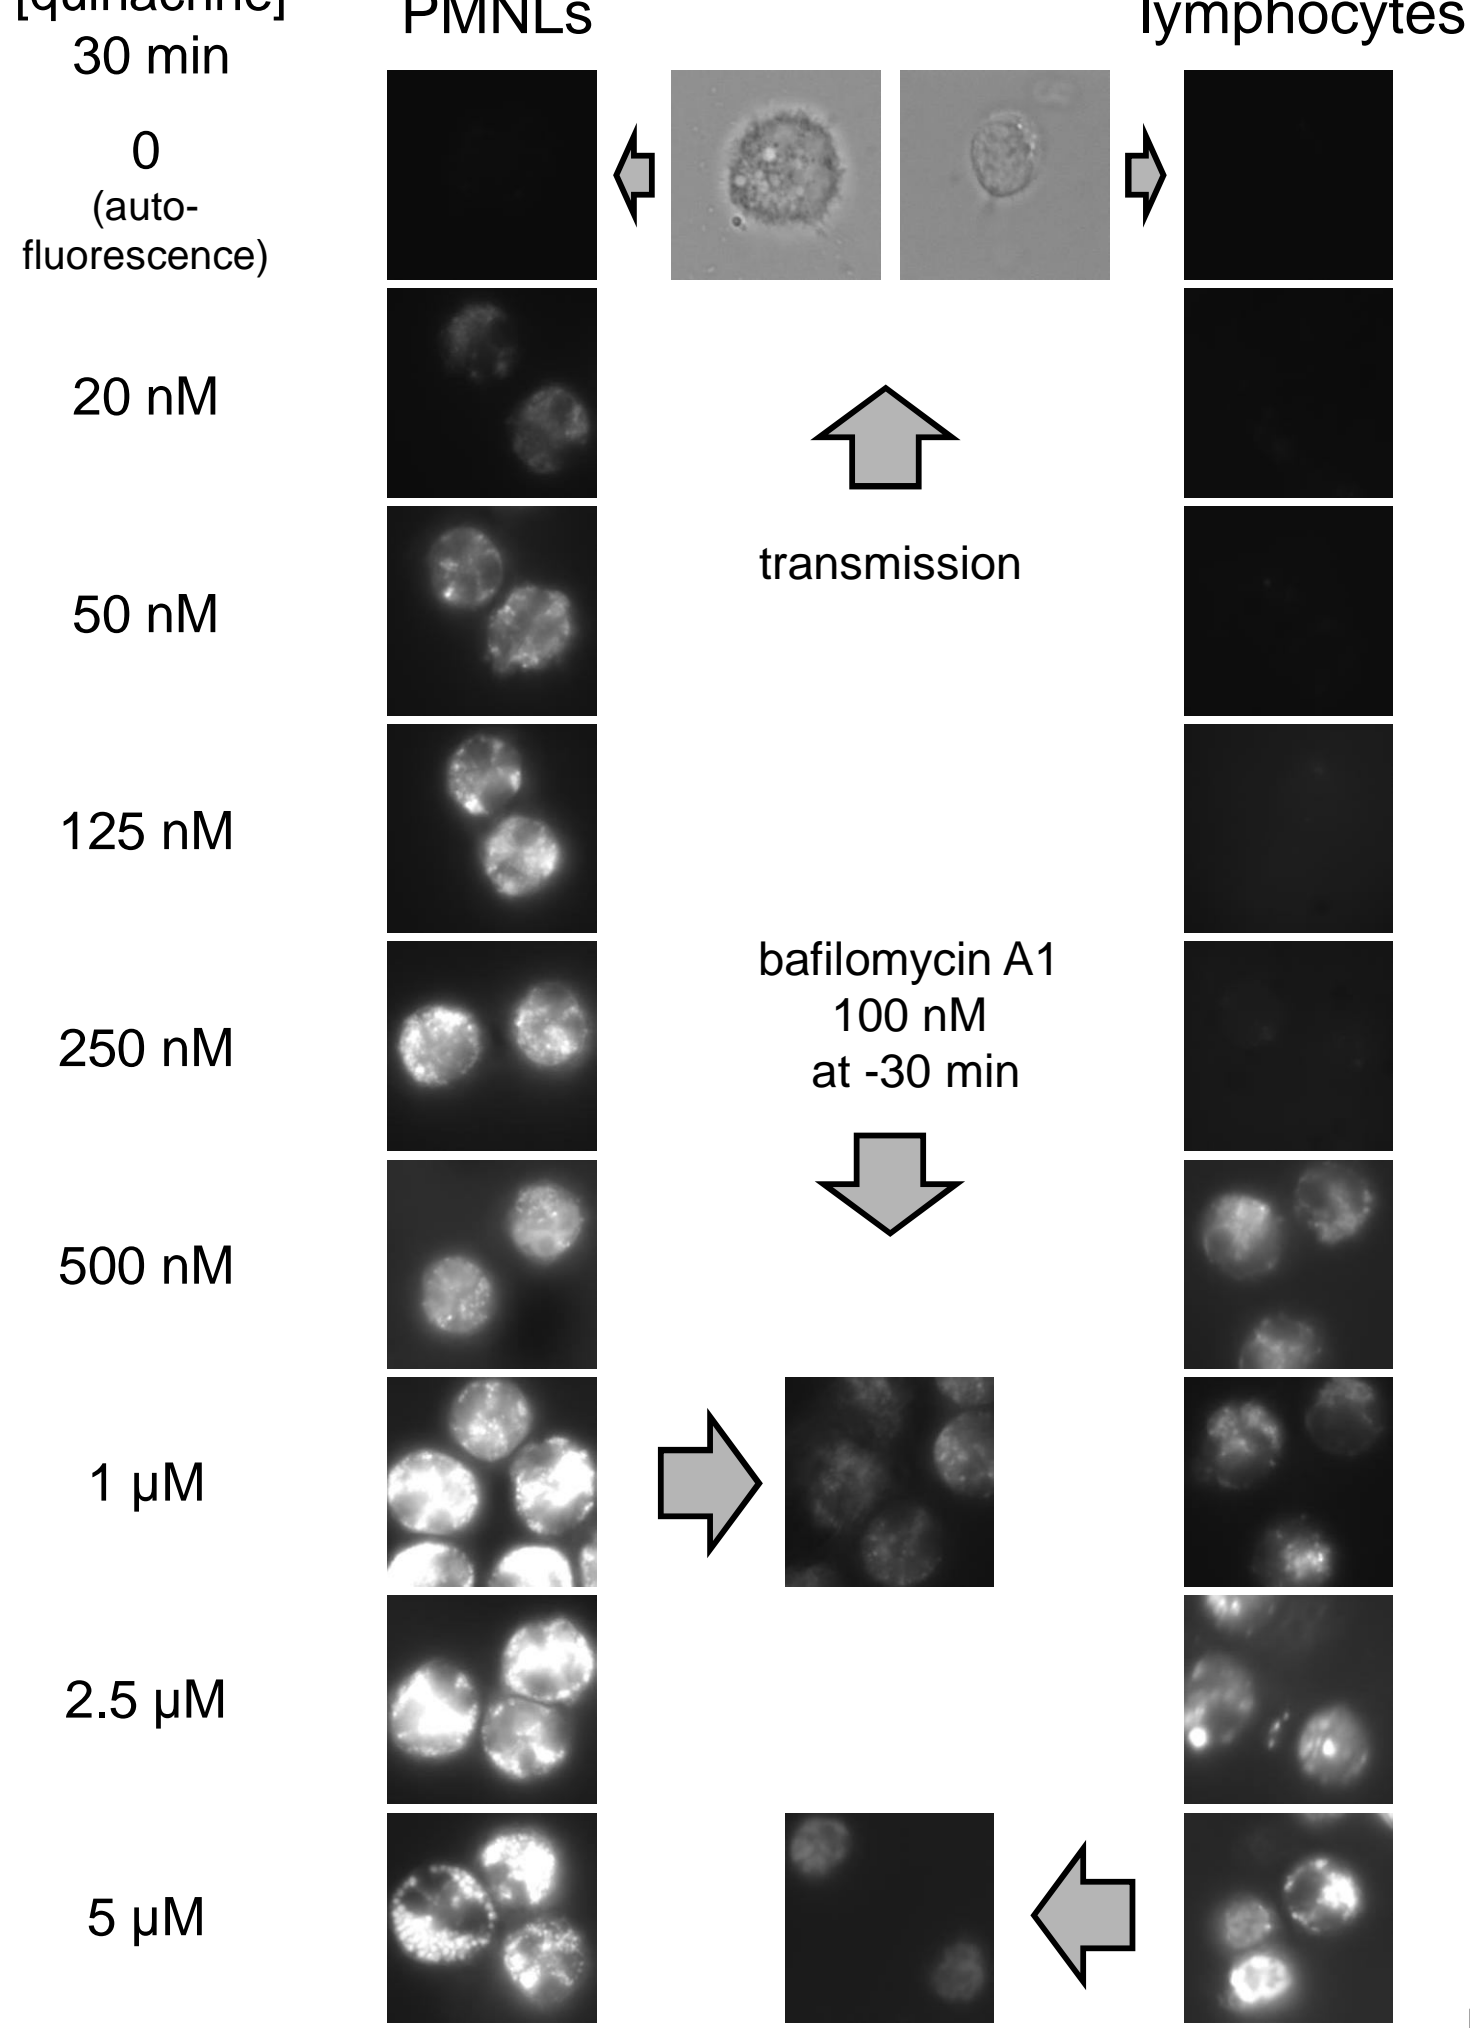 [quinacrine]
PMNLs
lymphocytes
30 min
0
(auto-
fluorescence)
20 nM
50 nM
transmission
125 nM
bafilomycin A1
100 nM
at -30 min
250 nM
500 nM
1 µM
2.5 µM
5 µM